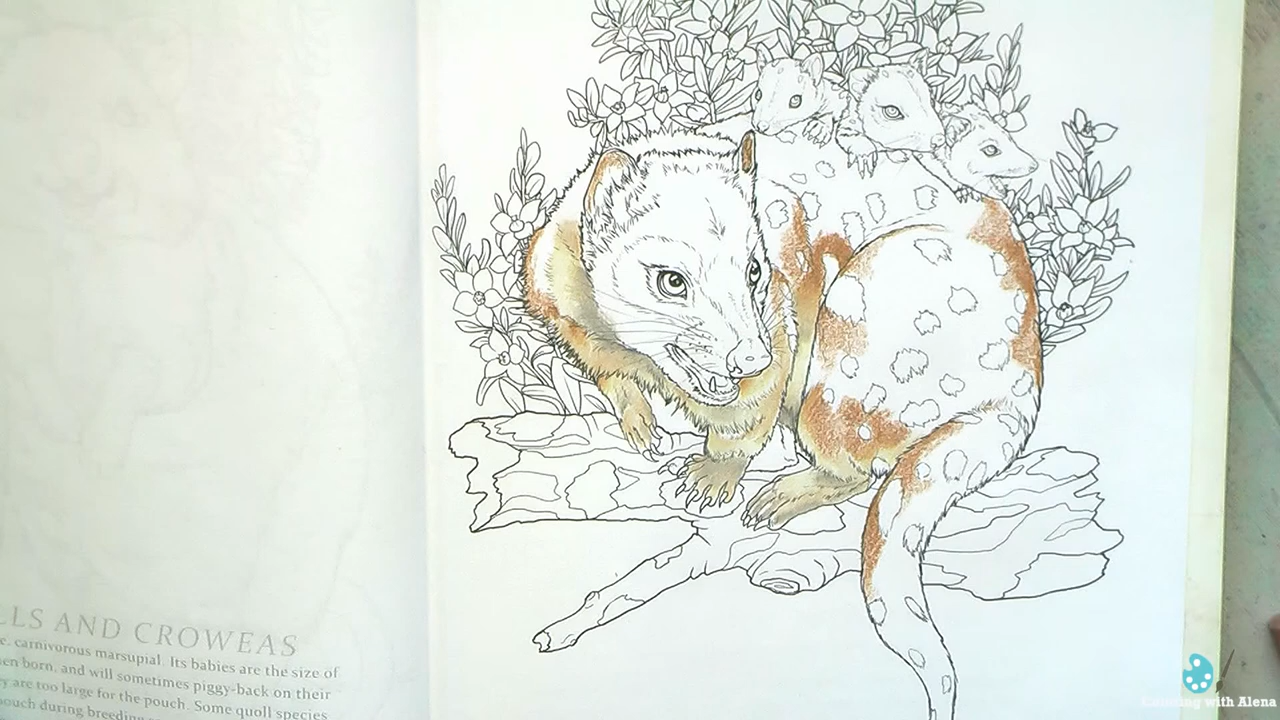 LLS AND CROWEAS
e, carnivorous marsupial. Its babies are the size of
en born, and will sometimes piggy-back on their
y are too large for the pouch. Some quoll species
pouch during breeding
Coloring with Alena